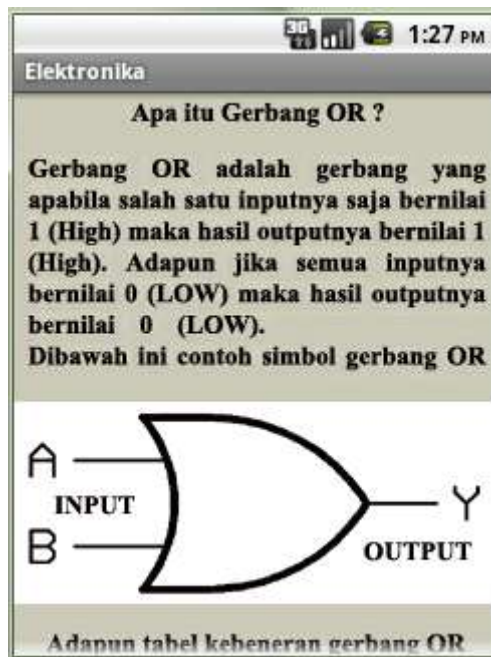 3G
1:27 PM
Elektronika
Apa itu Gerbang OR ?
Gerbang OR adalah gerbang yang
apabila salah satu inputnya saja bernilai
1 (High) maka hasil outputnya bernilai 1
(High). Adapun jika semua inputnya
bernilai 0 (LOW) maka hasil outputnya
bernilai 0 (LOW).
Dibawah ini contoh simbol gerbang OR
A
INPUT
Y
B
OUTPUT
Adapun tabel kebeneran gerbang OR